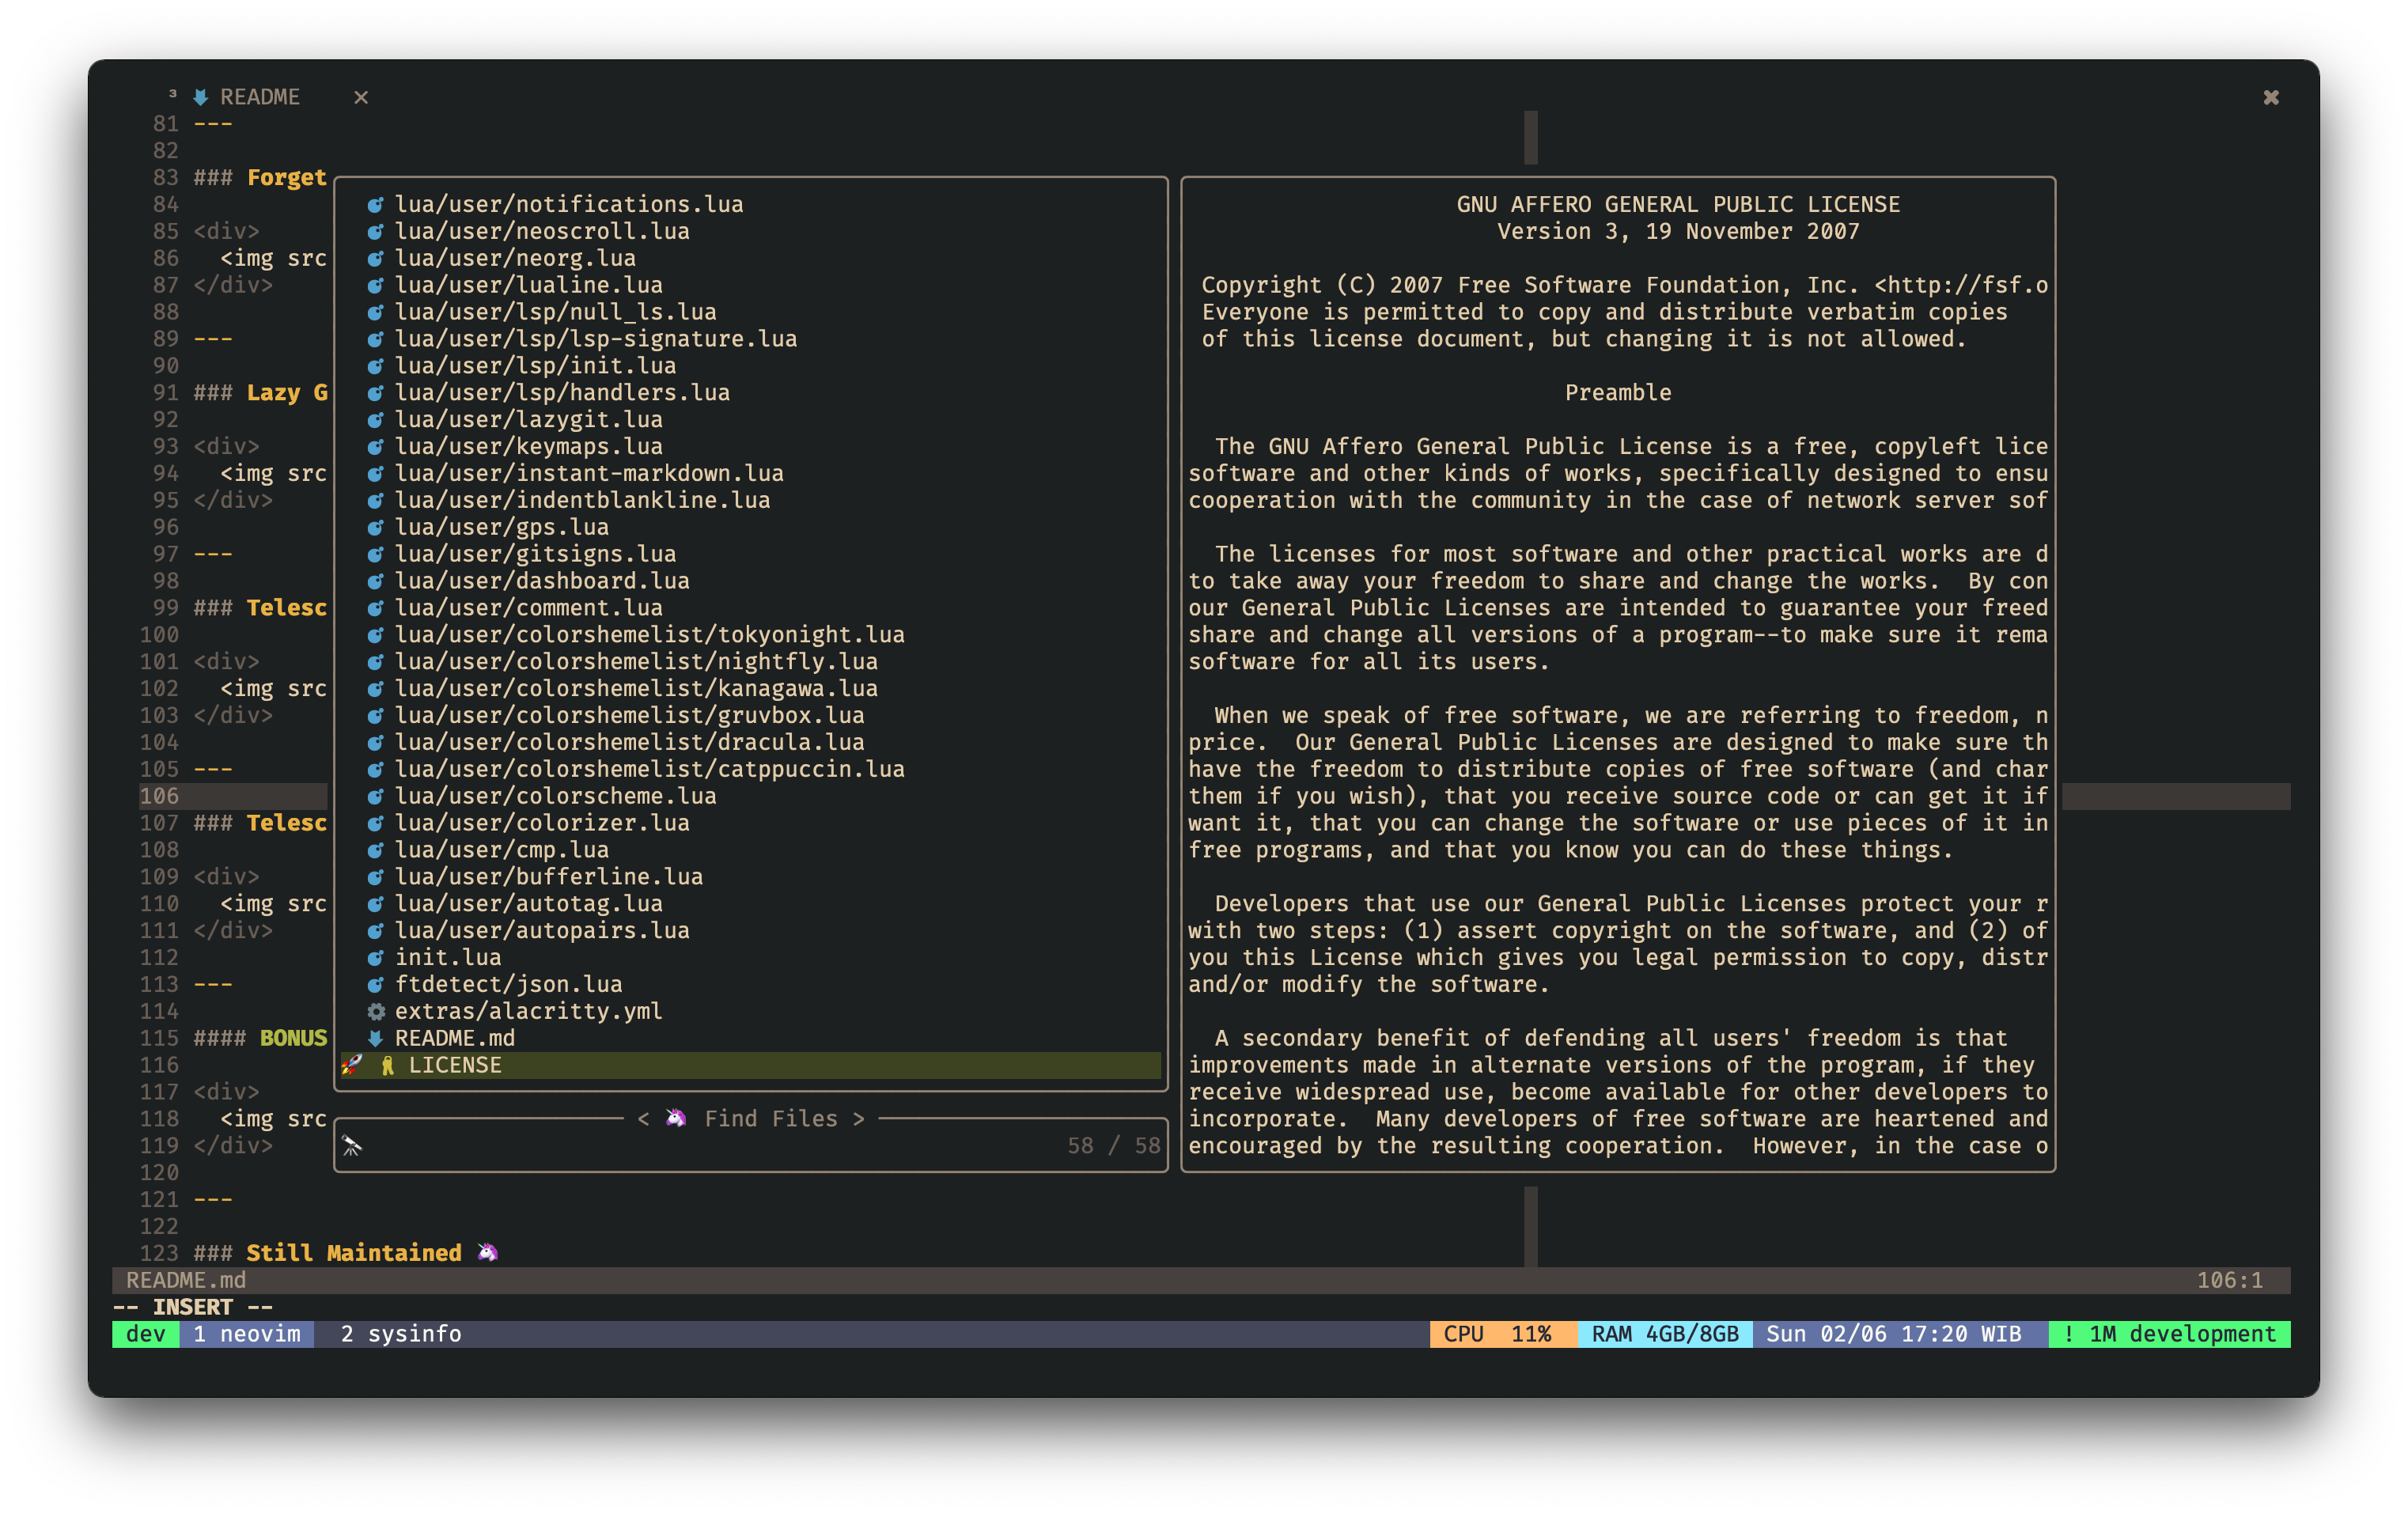 ³ README ✕ ✖
81 ---
82
83 ### Forget
84
85 <div>
86 <img src
87 </div>
88
89 ---
90
91 ### Lazy G
92
93 <div>
94 <img src
95 </div>
96
97 ---
98
99 ### Telesc
100
101 <div>
102 <img src
103 </div>
104
105 ---
106
107 ### Telesc
108
109 <div>
110 <img src
111 </div>
112
113 ---
114
115 #### BONUS
116
117 <div>
118 <img src
119 </div>
120
121 ---
122
123 ### Still Maintained 🦄
lua/user/notifications.lua
lua/user/neoscroll.lua
lua/user/neorg.lua
lua/user/lualine.lua
lua/user/lsp/null_ls.lua
lua/user/lsp/lsp-signature.lua
lua/user/lsp/init.lua
lua/user/lsp/handlers.lua
lua/user/lazygit.lua
lua/user/keymaps.lua
lua/user/instant-markdown.lua
lua/user/indentblankline.lua
lua/user/gps.lua
lua/user/gitsigns.lua
lua/user/dashboard.lua
lua/user/comment.lua
lua/user/colorshemelist/tokyonight.lua
lua/user/colorshemelist/nightfly.lua
lua/user/colorshemelist/kanagawa.lua
lua/user/colorshemelist/gruvbox.lua
lua/user/colorshemelist/dracula.lua
lua/user/colorshemelist/catppuccin.lua
lua/user/colorscheme.lua
lua/user/colorizer.lua
lua/user/cmp.lua
lua/user/bufferline.lua
lua/user/autotag.lua
lua/user/autopairs.lua
init.lua
ftdetect/json.lua
extras/alacritty.yml
README.md
🚀 LICENSE
< 🦄 Find Files >
🔭 58 / 58
GNU AFFERO GENERAL PUBLIC LICENSE
Version 3, 19 November 2007
Copyright (C) 2007 Free Software Foundation, Inc. <http://fsf.o
Everyone is permitted to copy and distribute verbatim copies
of this license document, but changing it is not allowed.
Preamble
The GNU Affero General Public License is a free, copyleft lice
software and other kinds of works, specifically designed to ensu
cooperation with the community in the case of network server sof
The licenses for most software and other practical works are d
to take away your freedom to share and change the works.  By con
our General Public Licenses are intended to guarantee your freed
share and change all versions of a program--to make sure it rema
software for all its users.
When we speak of free software, we are referring to freedom, n
price.  Our General Public Licenses are designed to make sure th
have the freedom to distribute copies of free software (and char
them if you wish), that you receive source code or can get it if
want it, that you can change the software or use pieces of it in
free programs, and that you know you can do these things.
Developers that use our General Public Licenses protect your r
with two steps: (1) assert copyright on the software, and (2) of
you this License which gives you legal permission to copy, distr
and/or modify the software.
A secondary benefit of defending all users' freedom is that
improvements made in alternate versions of the program, if they
receive widespread use, become available for other developers to
incorporate.  Many developers of free software are heartened and
encouraged by the resulting cooperation.  However, in the case o
README.md 106:1
-- INSERT --
dev 1 neovim 2 sysinfo CPU 11% RAM 4GB/8GB Sun 02/06 17:20 WIB ! 1M development